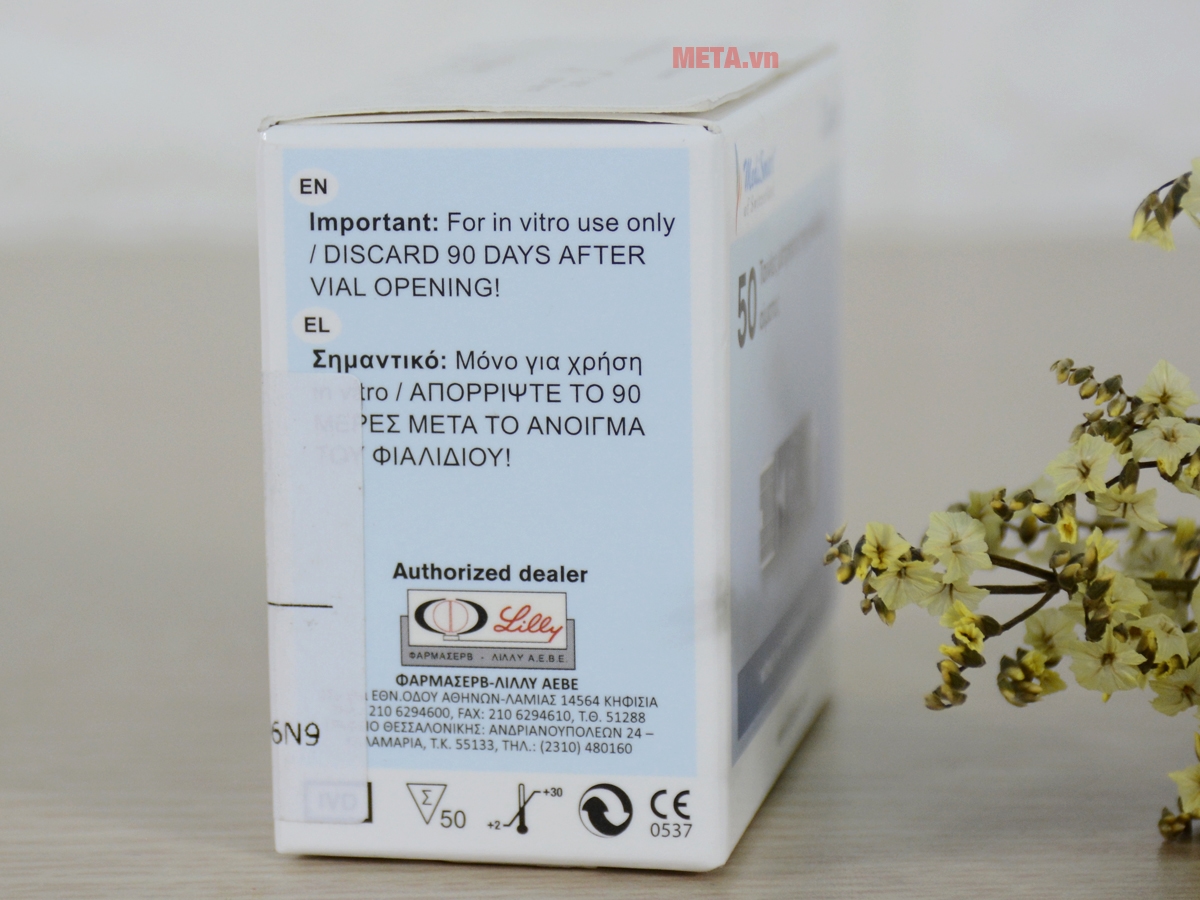 META.vn
EN
Important: For in vitro use only
/ DISCARD 90 DAYS AFTER
VIAL OPENING!
EL
Σημαντικό: Μόνο για χρήση
in vitro / ΑΠΟΡΡΙΨΤΕ ΤΟ 90
ΜΕΡΕΣ ΜΕΤΑ ΤΟ ΑΝΟΙΓΜΑ
ΤΟΥ ΦΙΑΛΙΔΙΟΥ!
Authorized dealer
Lilly
ΦΑΡΜΑΣΕΡΒ - ΛΙΛΛΥ Α.Ε.Β.Ε.
ΦΑΡΜΑΣΕΡΒ-ΛΙΛΛΥ ΑΕΒΕ
ΕΘΝ.ΟΔΟΥ ΑΘΗΝΩΝ-ΛΑΜΙΑΣ 14564 ΚΗΦΙΣΙΑ
210 6294600, FAX: 210 6294610, Τ.Θ. 51288
ΘΕΣΣΑΛΟΝΙΚΗΣ: ΑΝΔΡΙΑΝΟΥΠΟΛΕΩΝ 24 –
ΛΑΜΑΡΙΑ, Τ.Κ. 55133, ΤΗΛ.: (2310) 480160
6N9
IVD
Σ 50
+2 +30
CE
0537
50